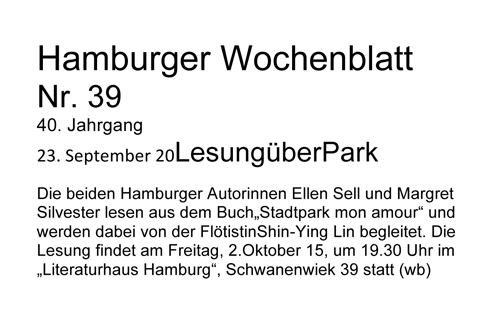 Hamburger Wochenblatt
Nr. 39
40. Jahrgang
23. September 20LesungüberPark
Die beiden Hamburger Autorinnen Ellen Sell und Margret
Silvester lesen aus dem Buch„Stadtpark mon amour“ und
werden dabei von der FlötistinShin-Ying Lin begleitet. Die
Lesung findet am Freitag, 2.Oktober 15, um 19.30 Uhr im
„Literaturhaus Hamburg“, Schwanenwiek 39 statt (wb)